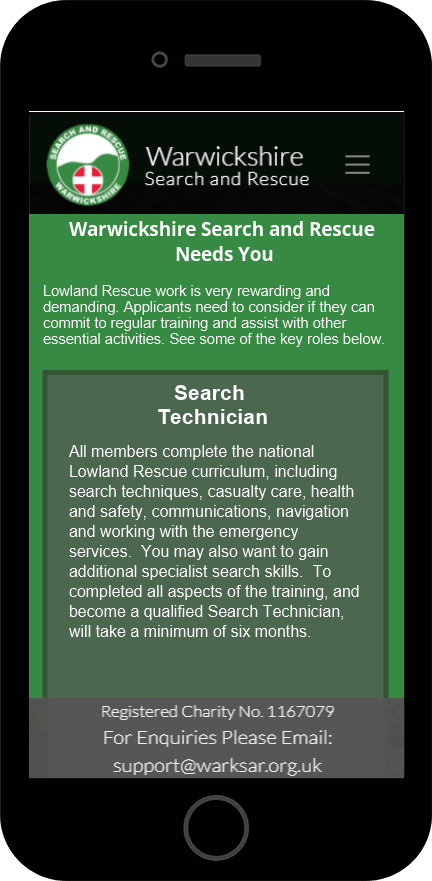 SEARCH AND RESCUE
WARWICKSHIRE
Warwickshire
Search and Rescue
Warwickshire Search and Rescue
Needs You
Lowland Rescue work is very rewarding and
demanding. Applicants need to consider if they can
commit to regular training and assist with other
essential activities. See some of the key roles below.
Search
Technician
All members complete the national
Lowland Rescue curriculum, including
search techniques, casualty care, health
and safety, communications, navigation
and working with the emergency
services.  You may also want to gain
additional specialist search skills.  To
completed all aspects of the training, and
become a qualified Search Technician,
will take a minimum of six months.
Registered Charity No. 1167079
For Enquiries Please Email:
support@warksar.org.uk